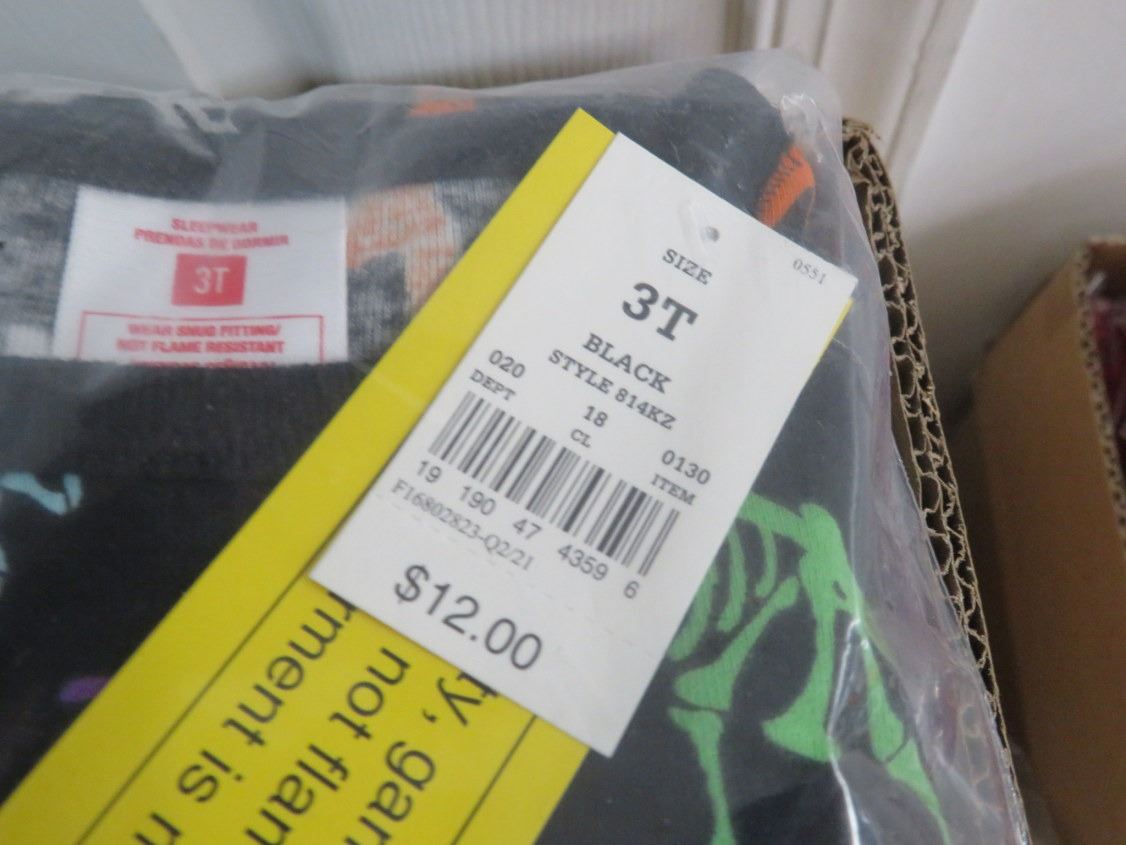 SLEEPWEAR
PRENDAS DE DORMIR
3T
WEAR SNUG FITTING/
NOT FLAME RESISTANT
0551
SIZE
3T
BLACK
STYLE 814KZ
020 18 0130
DEPT CL ITEM
19 190 47 4359 6
F16802823-Q2/21
$12.00
ty, gar
rment is n
not flan